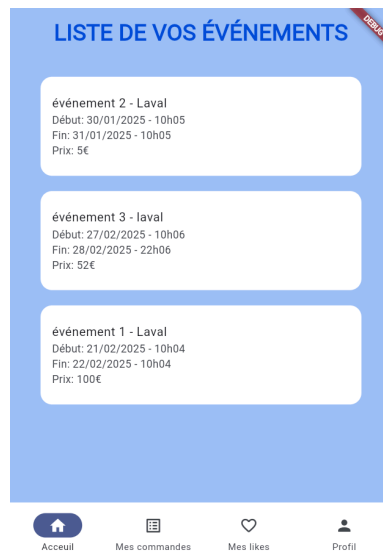 LISTE DE VOS ÉVÉNEMENTS
DEBUG
événement 2 - Laval
Début: 30/01/2025 - 10h05
Fin: 31/01/2025 - 10h05
Prix: 5€
événement 3 - laval
Début: 27/02/2025 - 10h06
Fin: 28/02/2025 - 22h06
Prix: 52€
événement 1 - Laval
Début: 21/02/2025 - 10h04
Fin: 22/02/2025 - 10h04
Prix: 100€
Acceuil
Mes commandes
Mes likes
Profil